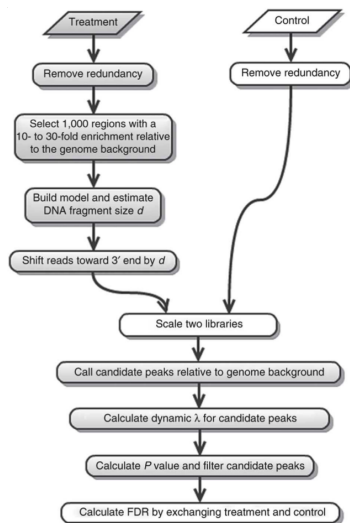 Treatment
Control
Remove redundancy
Remove redundancy
Select 1,000 regions with a
10- to 30-fold enrichment relative
to the genome background
Build model and estimate
DNA fragment size d
Shift reads toward 3′ end by d
Scale two libraries
Call candidate peaks relative to genome background
Calculate dynamic λ for candidate peaks
Calculate P value and filter candidate peaks
Calculate FDR by exchanging treatment and control